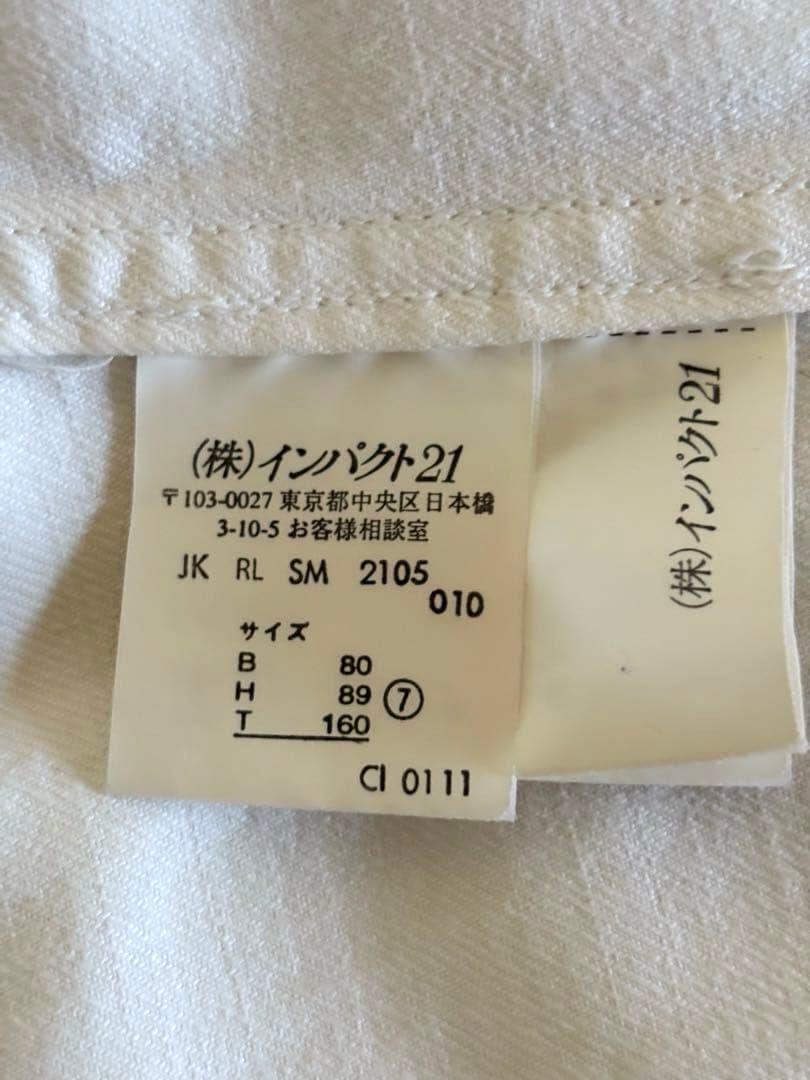 (株)インパクト21
〒103-0027 東京都中央区日本橋
3-10-5 お客様相談室
JK RL SM 2105
010
サイズ
B 80
H 89 ⑦
T 160
CI 0111
(株)インパクト21